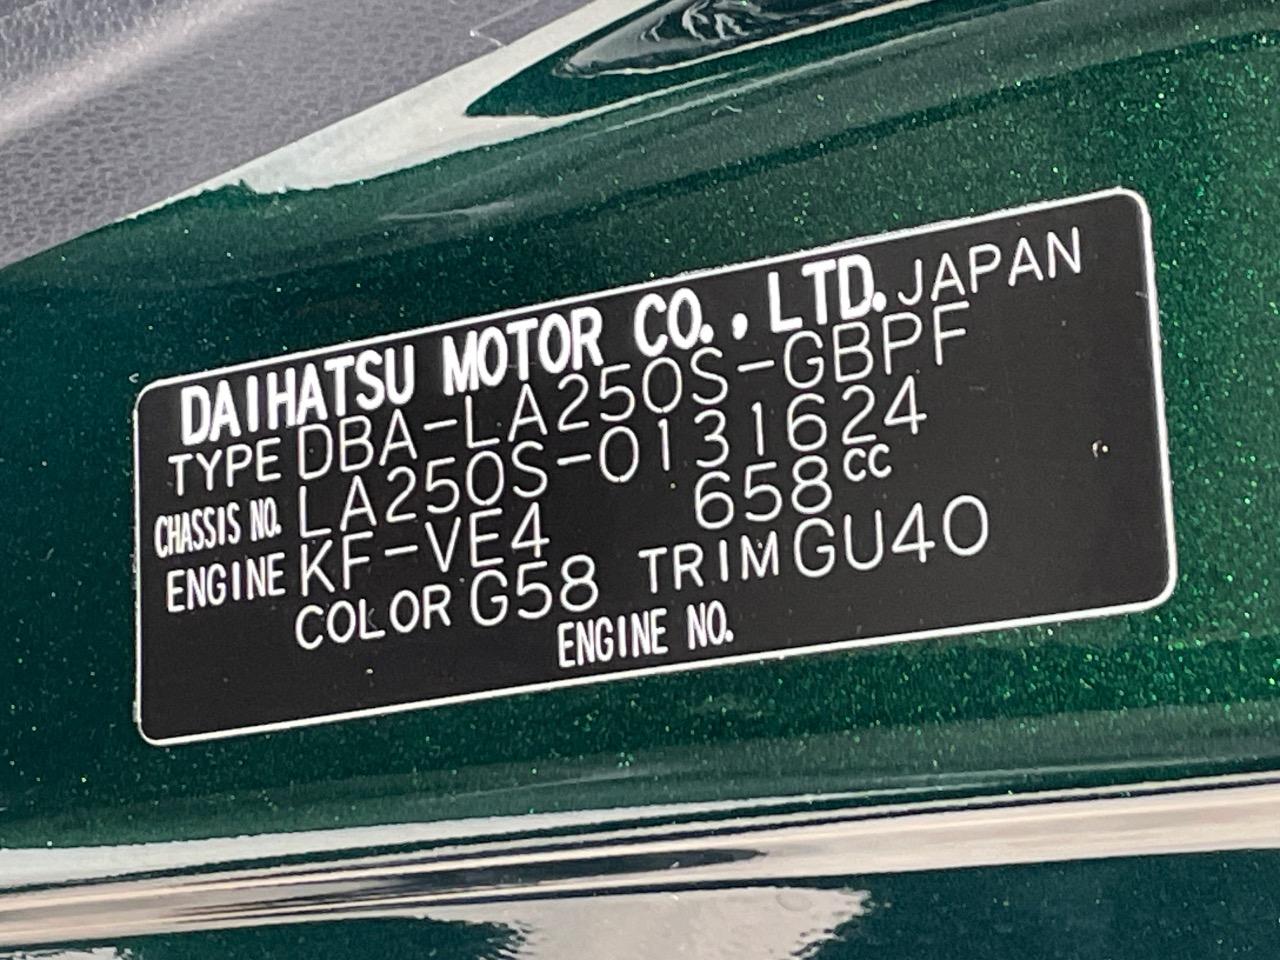 DAIHATSU MOTOR CO., LTD. JAPAN
TYPE DBA-LA250S-GBPF
CHASSIS NO. LA250S-0131624
ENGINE KF-VE4 658cc
COLOR G58 TRIM GU40
ENGINE NO.